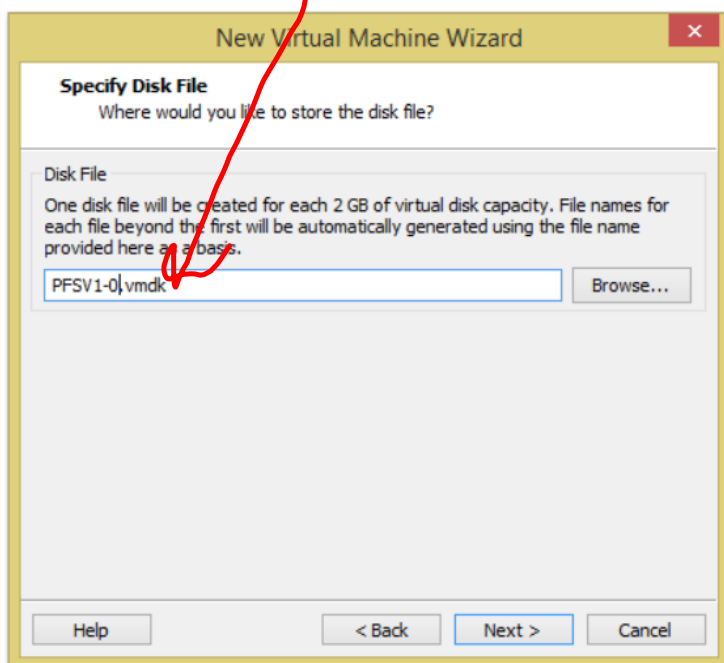 New Virtual Machine Wizard
Specify Disk File
Where would you like to store the disk file?
Disk File
One disk file will be created for each 2 GB of virtual disk capacity. File names for
each file beyond the first will be automatically generated using the file name
provided here as a basis.
PFSV1-0.vmdk
Browse...
Help
< Back
Next >
Cancel